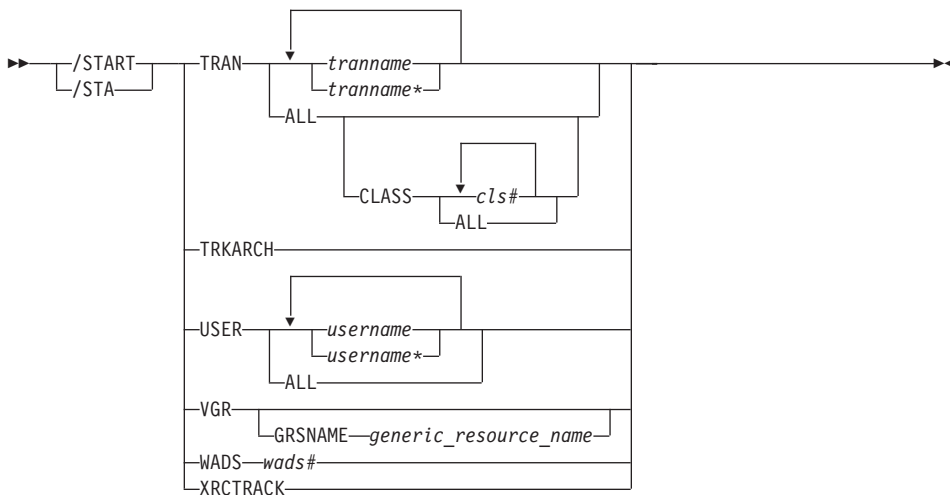 /START TRAN tranname
/STA tranname*
ALL
CLASS cls#
ALL
TRKARCH
USER username
username*
ALL
VGR
GRSNAME generic_resource_name
WADS wads#
XRCTRACK